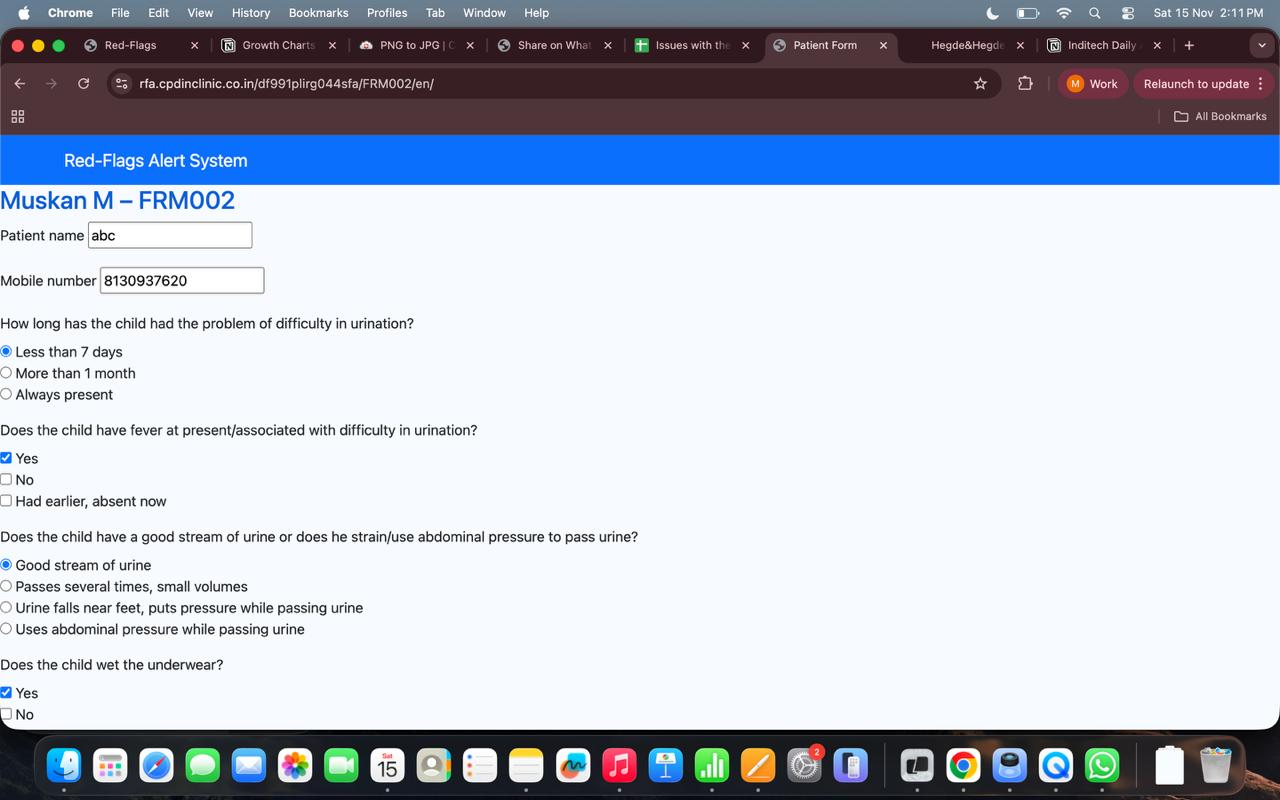 Chrome File Edit View History Bookmarks Profiles Tab Window Help Sat 15 Nov 2:11 PM
Red-Flags Growth Charts PNG to JPG | C Share on What Issues with the Patient Form Hegde&Hegde Inditech Daily
rfa.cpdinclinic.co.in/df991plirg044sfa/FRM002/en/ M Work Relaunch to update
All Bookmarks
Red-Flags Alert System
Muskan M – FRM002
Patient name abc
Mobile number 8130937620
How long has the child had the problem of difficulty in urination?
Less than 7 days
More than 1 month
Always present
Does the child have fever at present/associated with difficulty in urination?
Yes
No
Had earlier, absent now
Does the child have a good stream of urine or does he strain/use abdominal pressure to pass urine?
Good stream of urine
Passes several times, small volumes
Urine falls near feet, puts pressure while passing urine
Uses abdominal pressure while passing urine
Does the child wet the underwear?
Yes
No
Sat
15
2